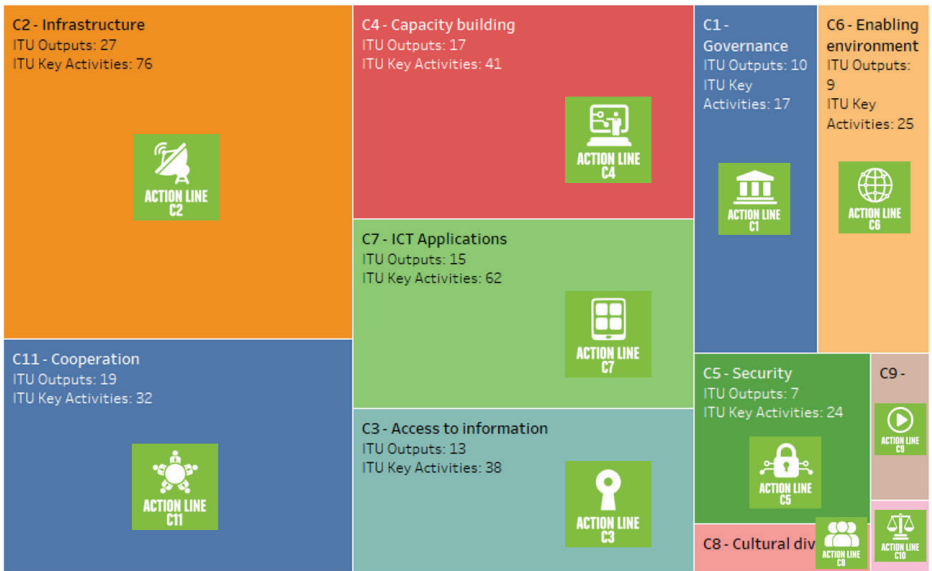 C2 - Infrastructure
ITU Outputs: 27
ITU Key Activities: 76
ACTION LINE
C2
C11 - Cooperation
ITU Outputs: 19
ITU Key Activities: 32
ACTION LINE
C11
C4 - Capacity building
ITU Outputs: 17
ITU Key Activities: 41
ACTION LINE
C4
C7 - ICT Applications
ITU Outputs: 15
ITU Key Activities: 62
ACTION LINE
C7
C3 - Access to information
ITU Outputs: 13
ITU Key Activities: 38
ACTION LINE
C3
C1 -
Governance
ITU Outputs: 10
ITU Key
Activities: 17
ACTION LINE
C1
C6 - Enabling
environment
ITU Outputs:
9
ITU Key
Activities: 25
ACTION LINE
C6
C5 - Security
ITU Outputs: 7
ITU Key Activities: 24
ACTION LINE
C5
C9 -
ACTION LINE
C9
C8 - Cultural div
ACTION LINE
C8
ACTION LINE
C10